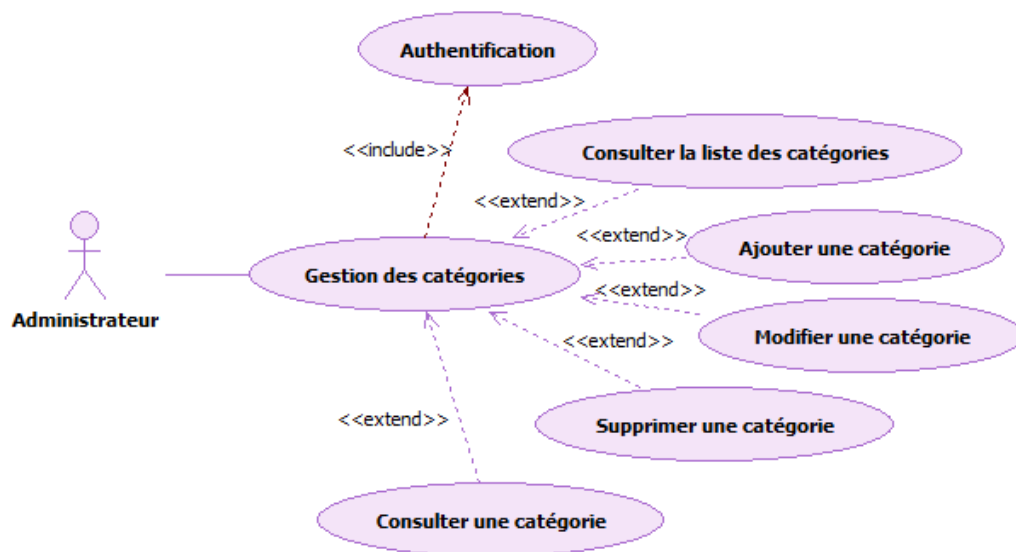 Authentification
<<include>>
Consulter la liste des catégories
<<extend>>
<<extend>>
Ajouter une catégorie
Gestion des catégories
<<extend>>
Administrateur
Modifier une catégorie
<<extend>>
<<extend>>
Supprimer une catégorie
Consulter une catégorie